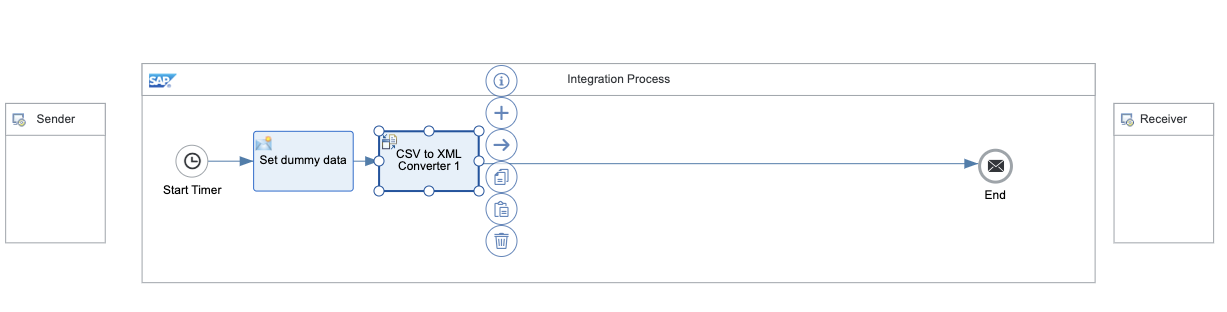 SAP
Integration Process
Sender
Set dummy data
CSV to XML
Converter 1
Start Timer
End
Receiver